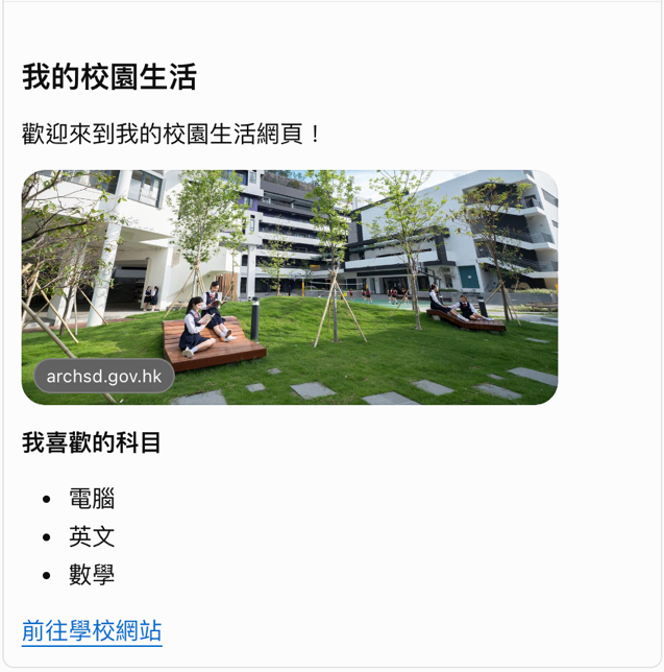 我的校園生活
歡迎來到我的校園生活網頁！
archsd.gov.hk
我喜歡的科目
電腦
英文
數學
前往學校網站